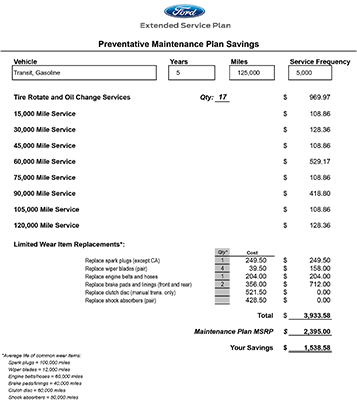 Ford
Extended Service Plan
Preventative Maintenance Plan Savings
Vehicle Years Miles Service Frequency
Transit, Gasoline 5 125,000 5,000
Tire Rotate and Oil Change Services Qty: 17 $ 969.97
15,000 Mile Service $ 108.86
30,000 Mile Service $ 128.36
45,000 Mile Service $ 108.86
60,000 Mile Service $ 529.17
75,000 Mile Service $ 108.86
90,000 Mile Service $ 418.80
105,000 Mile Service $ 108.86
120,000 Mile Service $ 128.36
Limited Wear Item Replacements*:
Qty* Cost
Replace spark plugs (except CA) 1 249.50 $ 249.50
Replace wiper blades (pair) 4 39.50 $ 158.00
Replace engine belts and hoses 1 204.00 $ 204.00
Replace brake pads and linings (front and rear) 2 356.00 $ 712.00
Replace clutch disc (manual trans. only) 521.50 $ 0.00
Replace shock absorbers (pair) 428.50 $ 0.00
Total $ 3,933.58
Maintenance Plan MSRP $ 2,395.00
Your Savings $ 1,538.58
*Average life of common wear items:
Spark plugs = 100,000 miles
Wiper blades = 12,000 miles
Engine belts/hoses = 60,000 miles
Brake pads/linings = 40,000 miles
Clutch disc = 60,000 miles
Shock absorbers = 50,000 miles